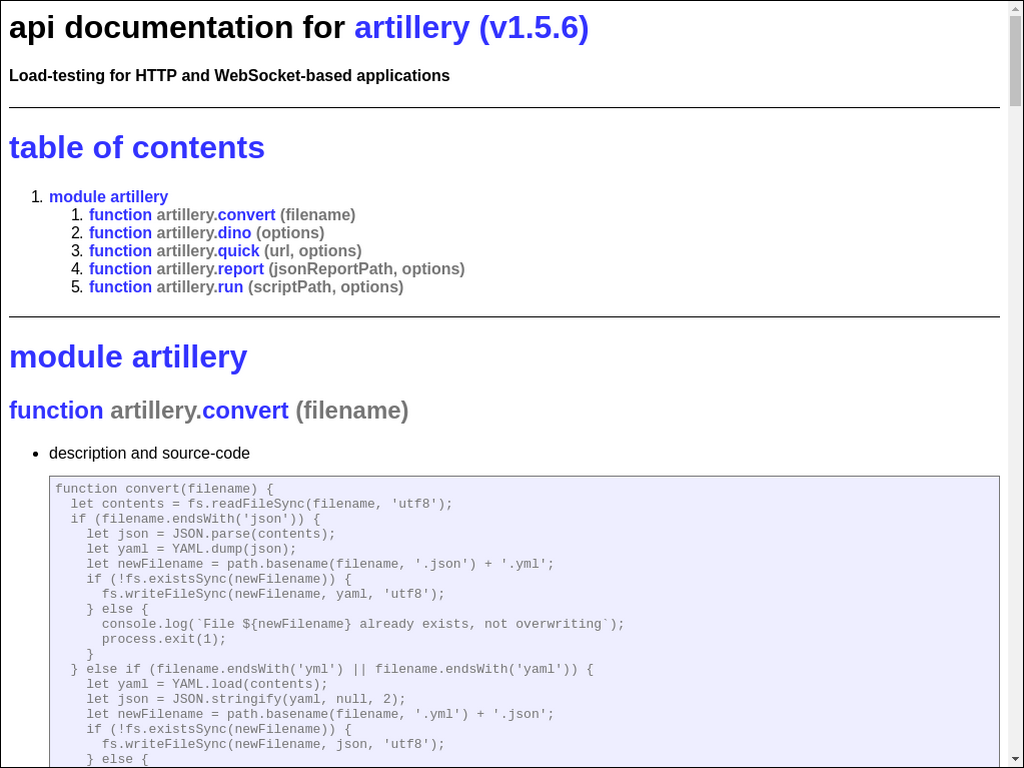 api documentation for artillery (v1.5.6)
Load-testing for HTTP and WebSocket-based applications
table of contents
1. module artillery
1. function artillery.convert (filename)
2. function artillery.dino (options)
3. function artillery.quick (url, options)
4. function artillery.report (jsonReportPath, options)
5. function artillery.run (scriptPath, options)
module artillery
function artillery.convert (filename)
• description and source-code
function convert(filename) {
  let contents = fs.readFileSync(filename, 'utf8');
  if (filename.endsWith('json')) {
    let json = JSON.parse(contents);
    let yaml = YAML.dump(json);
    let newFilename = path.basename(filename, '.json') + '.yml';
    if (!fs.existsSync(newFilename)) {
      fs.writeFileSync(newFilename, yaml, 'utf8');
    } else {
      console.log(`File ${newFilename} already exists, not overwriting`);
      process.exit(1);
    }
  } else if (filename.endsWith('yml') || filename.endsWith('yaml')) {
    let yaml = YAML.load(contents);
    let json = JSON.stringify(yaml, null, 2);
    let newFilename = path.basename(filename, '.yml') + '.json';
    if (!fs.existsSync(newFilename)) {
      fs.writeFileSync(newFilename, json, 'utf8');
    } else {